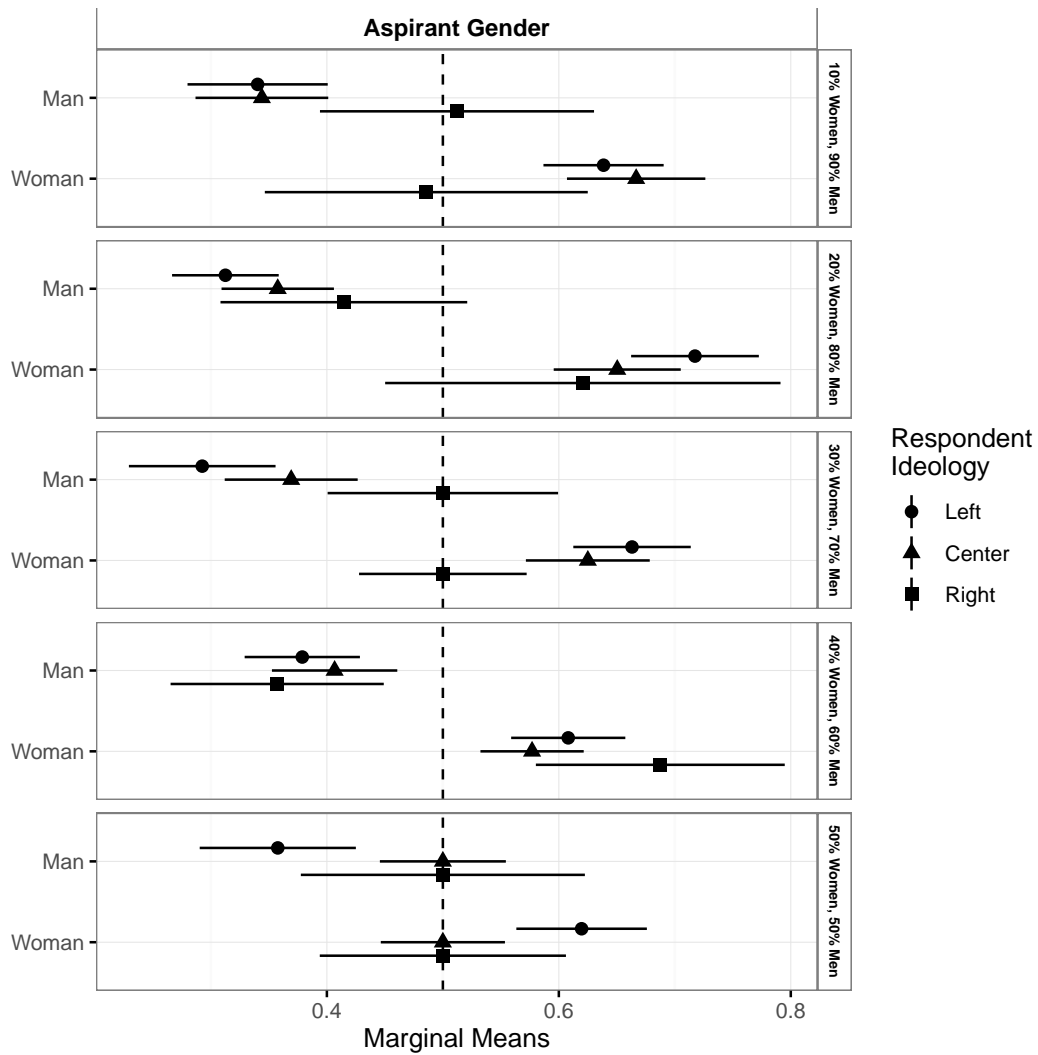 Aspirant Gender
Man
Woman
10% Women, 90% Men
Man
Woman
20% Women, 80% Men
Man
Woman
30% Women, 70% Men
Man
Woman
40% Women, 60% Men
Man
Woman
50% Women, 50% Men
0.4
0.6
0.8
Marginal Means
Respondent
Ideology
Left
Center
Right